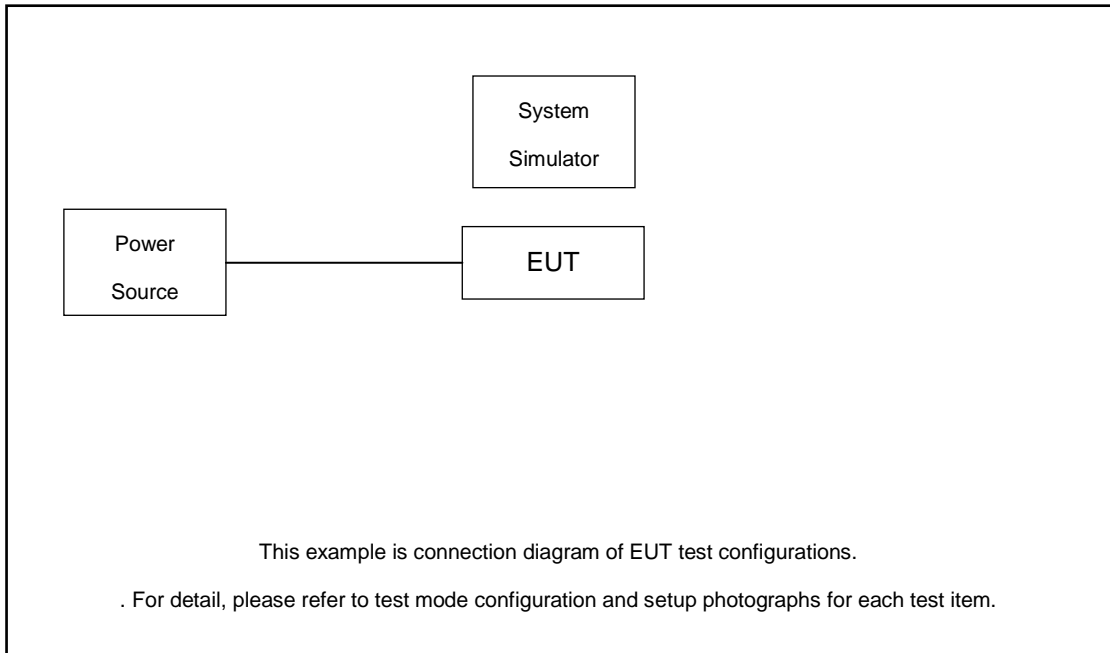 System
Simulator
Power
Source
EUT
This example is connection diagram of EUT test configurations.
. For detail, please refer to test mode configuration and setup photographs for each test item.